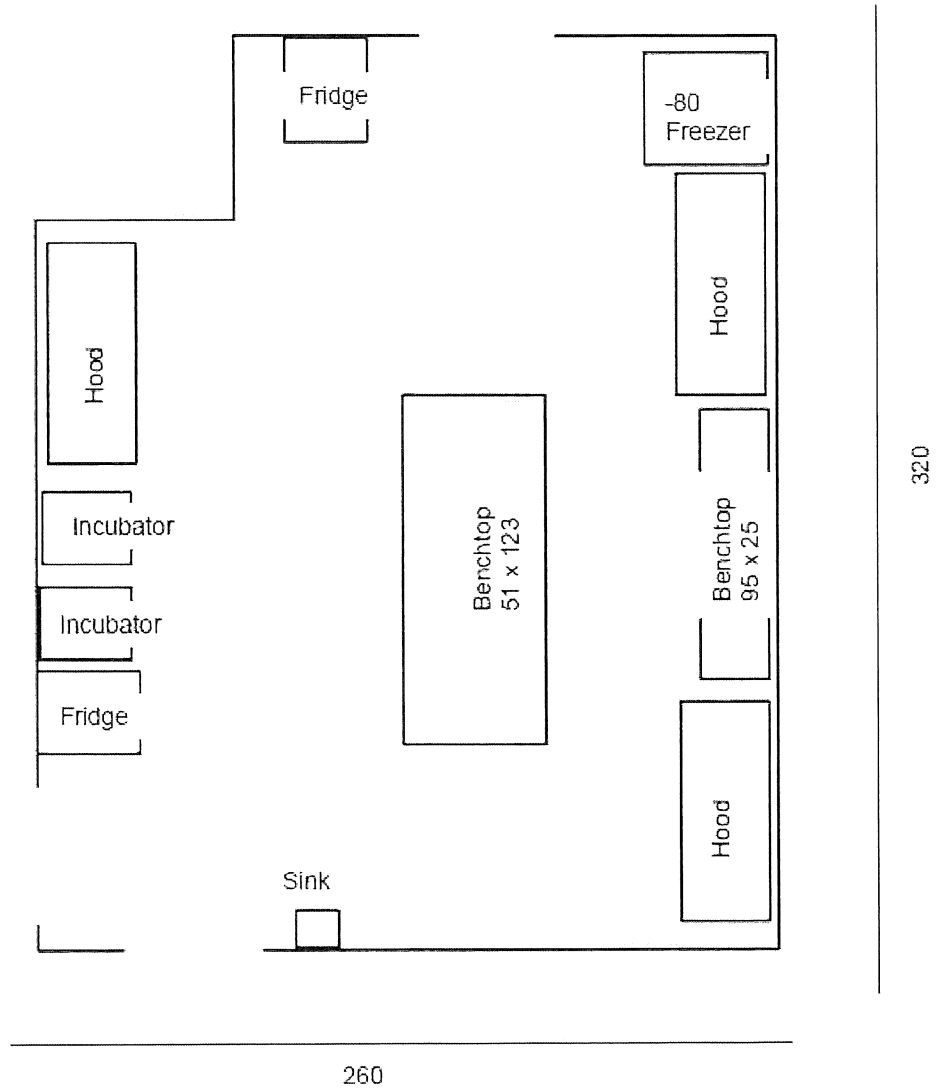 Fridge
-80
Freezer
Hood
Hood
320
Incubator
Benchtop
51 x 123
Benchtop
95 x 25
Incubator
Fridge
Hood
Sink
260